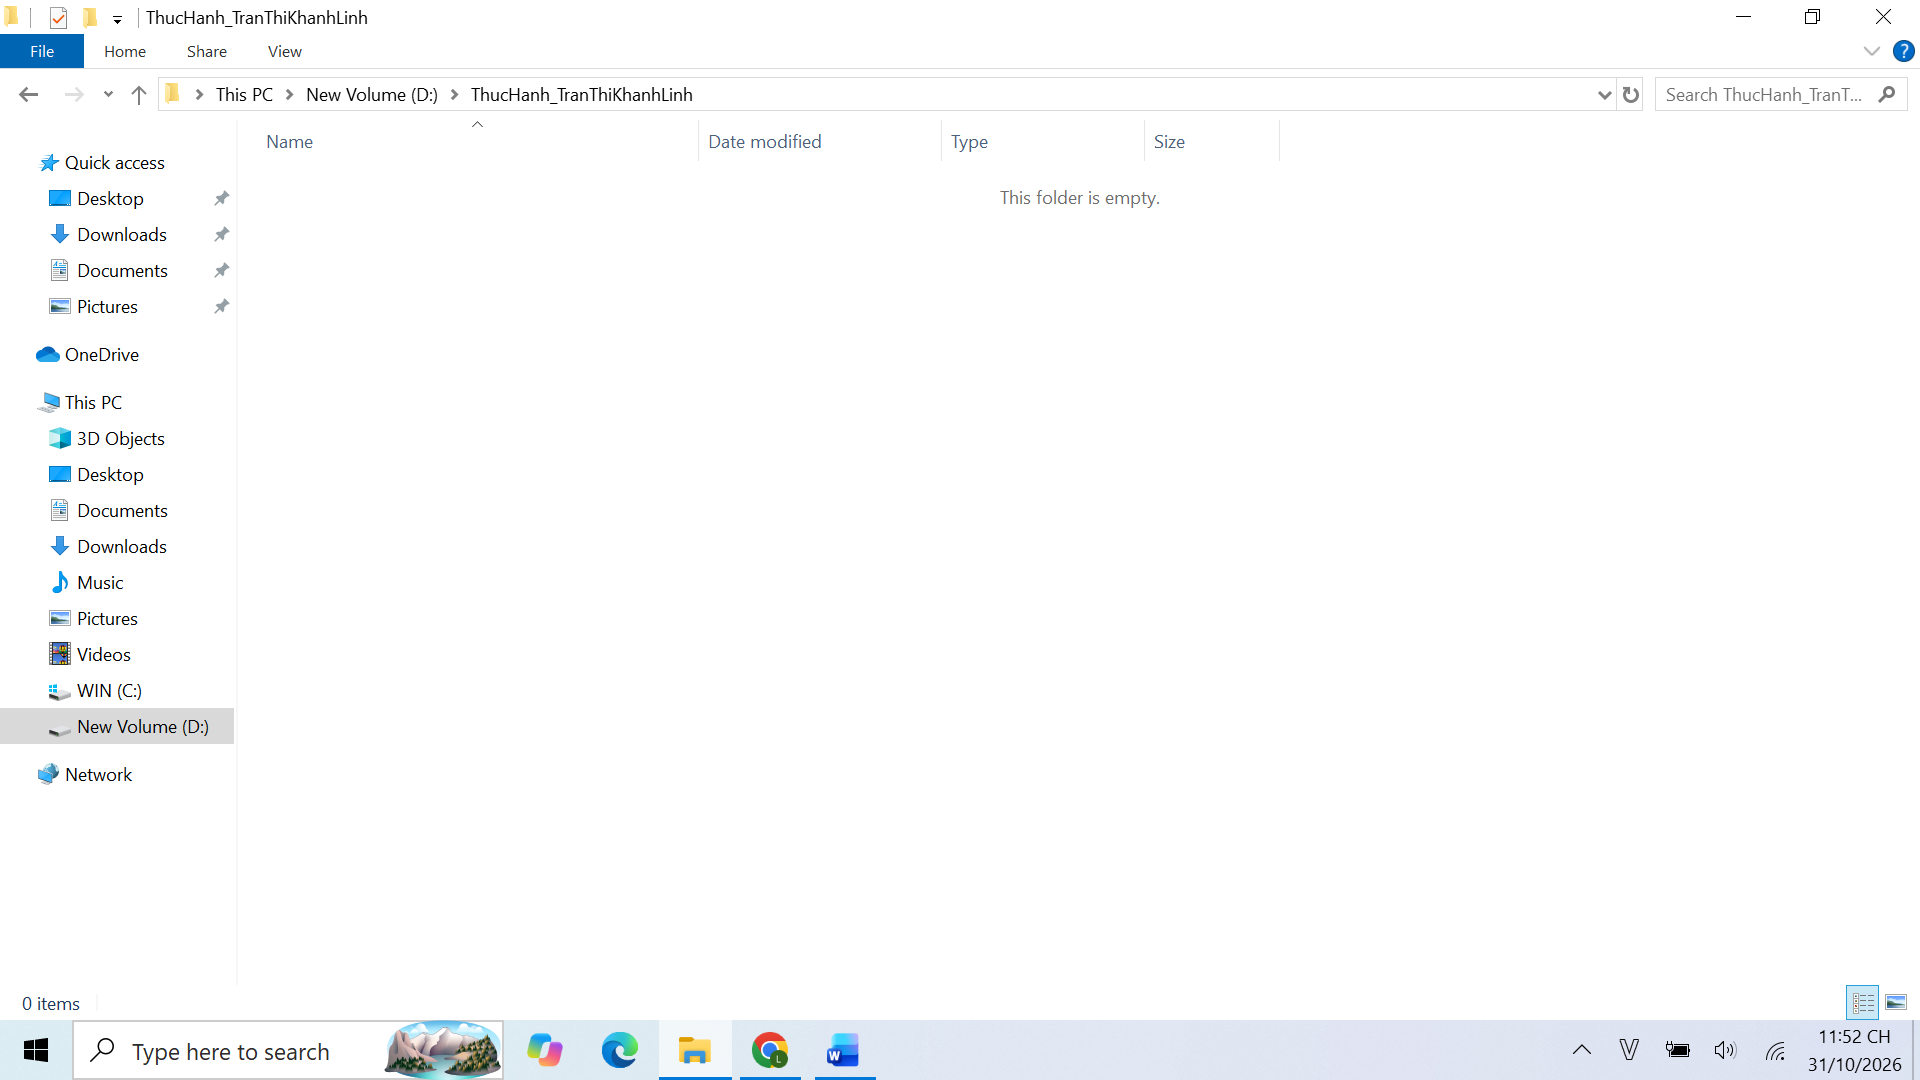 ThucHanh_TranThiKhanhLinh
File Home Share View
This PC New Volume (D:) ThucHanh_TranThiKhanhLinh
Search ThucHanh_TranT...
Name Date modified Type Size
This folder is empty.
Quick access
Desktop
Downloads
Documents
Pictures
OneDrive
This PC
3D Objects
Desktop
Documents
Downloads
Music
Pictures
Videos
WIN (C:)
New Volume (D:)
Network
0 items
Type here to search
11:52 CH
31/10/2026